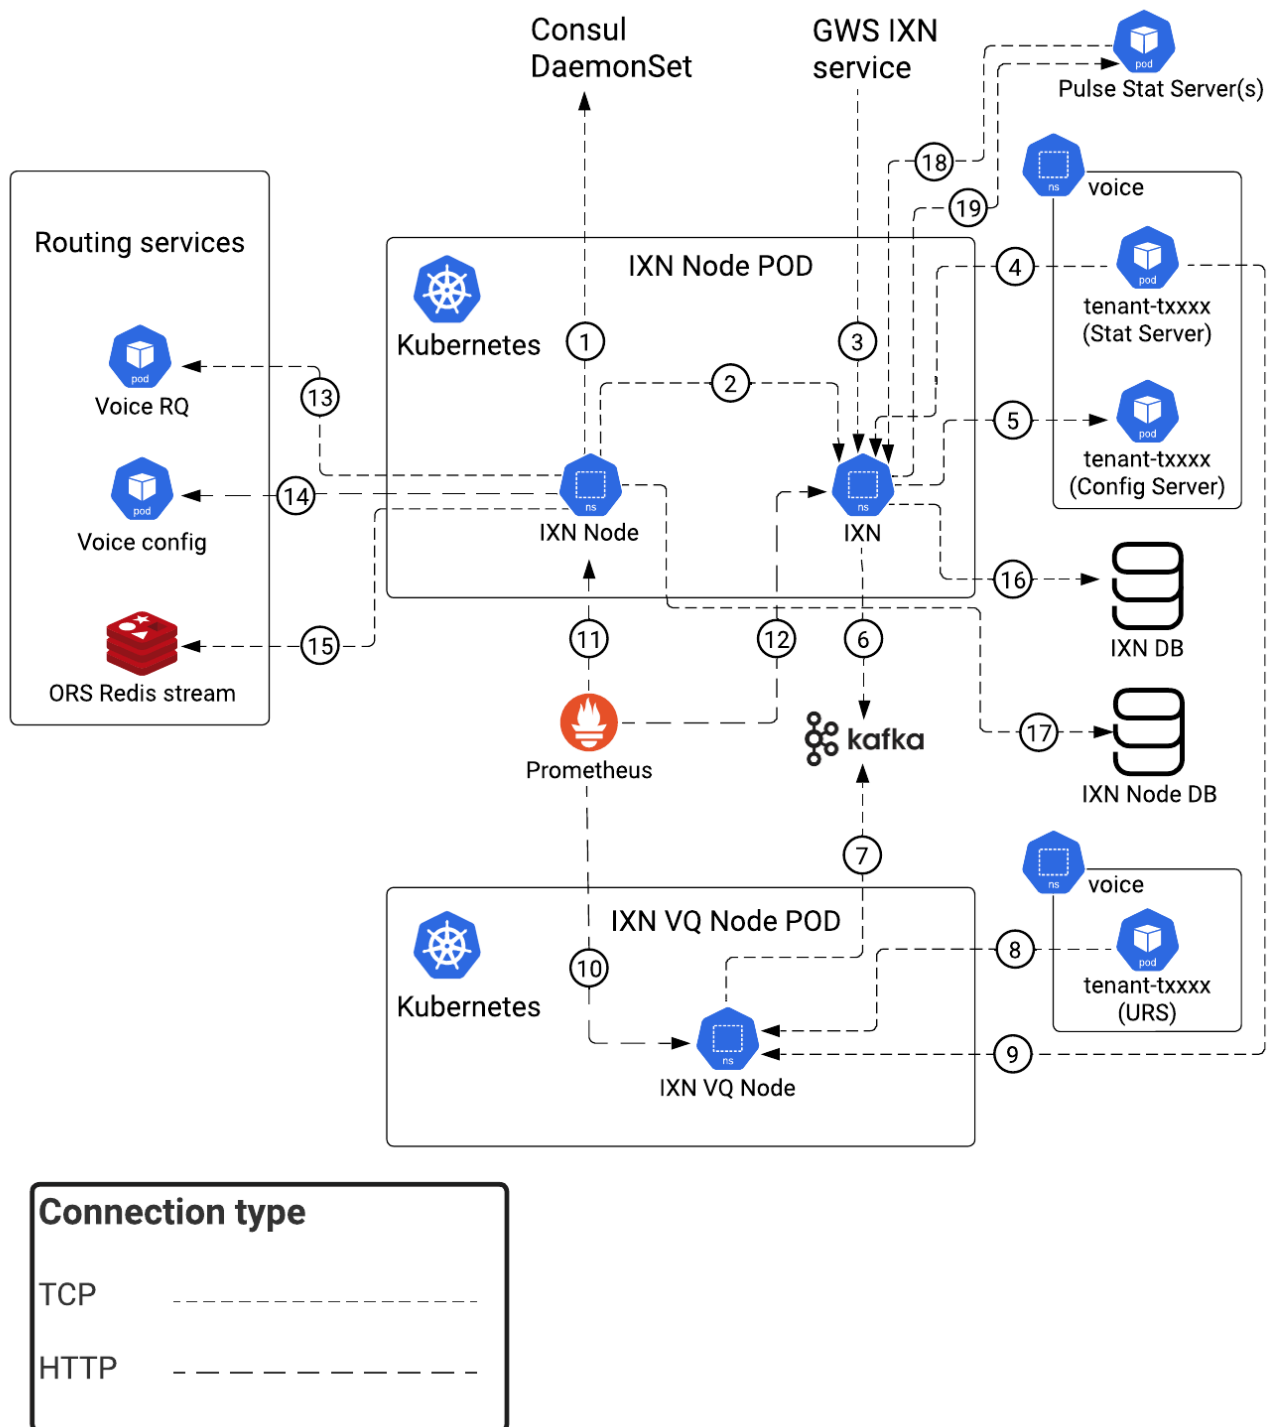 Consul
DaemonSet
GWS IXN
service
pod
Pulse Stat Server(s)
18
ns
voice
19
Routing services
IXN Node POD
4
pod
tenant-txxxx
(Stat Server)
Kubernetes
1
3
pod
Voice RQ
13
2
5
pod
tenant-txxxx
(Config Server)
pod
Voice config
14
ns
IXN Node
ns
IXN
16
IXN DB
15
ORS Redis stream
11
12
6
Prometheus
kafka
17
IXN Node DB
7
ns
voice
IXN VQ Node POD
Kubernetes
10
8
pod
tenant-txxxx
(URS)
ns
IXN VQ Node
9
Connection type
TCP
HTTP